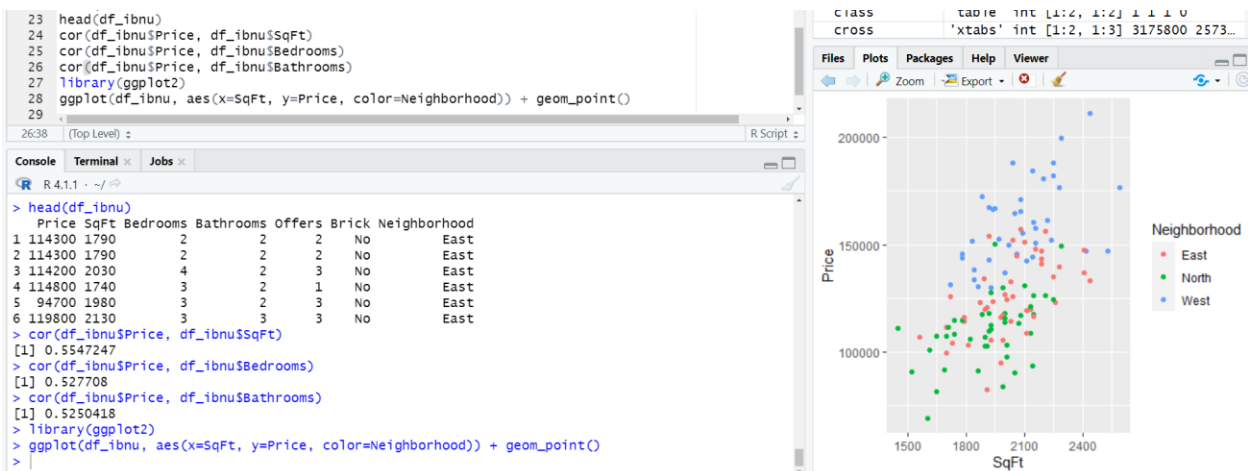 23 head(df_ibnu)
24 cor(df_ibnu$Price, df_ibnu$SqFt)
25 cor(df_ibnu$Price, df_ibnu$Bedrooms)
26 cor(df_ibnu$Price, df_ibnu$Bathrooms)
27 library(ggplot2)
28 ggplot(df_ibnu, aes(x=SqFt, y=Price, color=Neighborhood)) + geom_point()
29
26:38 (Top Level) R Script
Console Terminal Jobs
R 4.1.1 · ~/
> head(df_ibnu)
Price SqFt Bedrooms Bathrooms Offers Brick Neighborhood
1 114300 1790 2 2 2 No East
2 114300 1790 2 2 2 No East
3 114200 2030 4 2 3 No East
4 114800 1740 3 2 1 No East
5 94700 1980 3 2 3 No East
6 119800 2130 3 3 3 No East
> cor(df_ibnu$Price, df_ibnu$SqFt)
[1] 0.5547247
> cor(df_ibnu$Price, df_ibnu$Bedrooms)
[1] 0.527708
> cor(df_ibnu$Price, df_ibnu$Bathrooms)
[1] 0.5250418
> library(ggplot2)
> ggplot(df_ibnu, aes(x=SqFt, y=Price, color=Neighborhood)) + geom_point()
>
class 'table' int [1:2, 1:2] 1 1 1 0
cross 'xtabs' int [1:2, 1:3] 3175800 2573...
Files Plots Packages Help Viewer
Zoom Export
200000
150000
100000
Price
1500 1800 2100 2400
SqFt
Neighborhood
East
North
West